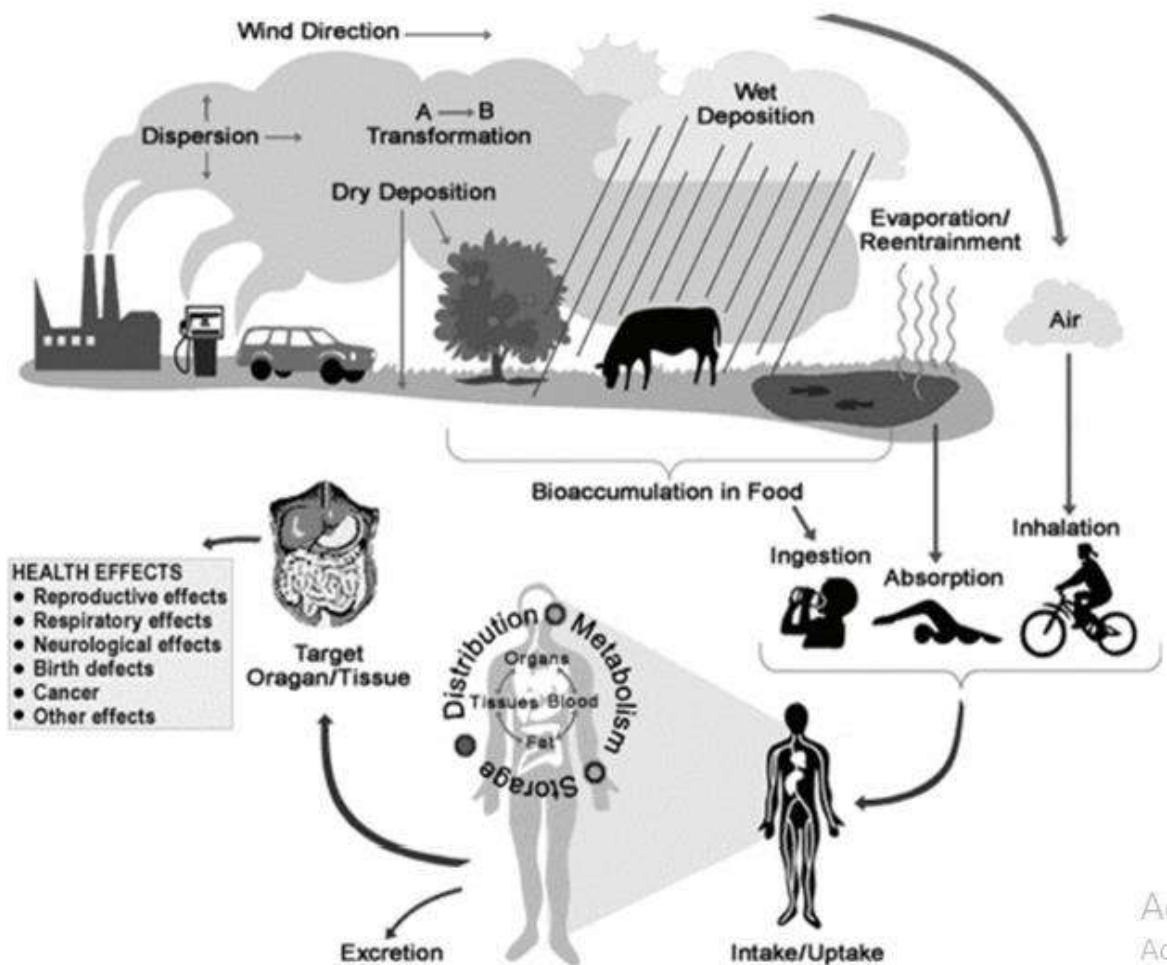 Wind Direction
Wet
Deposition
A → B
Transformation
Dispersion
Dry Deposition
Evaporation/
Reentrainment
Air
Bioaccumulation in Food
Inhalation
Ingestion
Absorption
HEALTH EFFECTS
● Reproductive effects
● Respiratory effects
● Neurological effects
● Birth defects
● Cancer
● Other effects
Target
Oragan/Tissue
Distribution
Metabolism
Storage
Organs
Tissues Blood
Fat
Excretion
Intake/Uptake